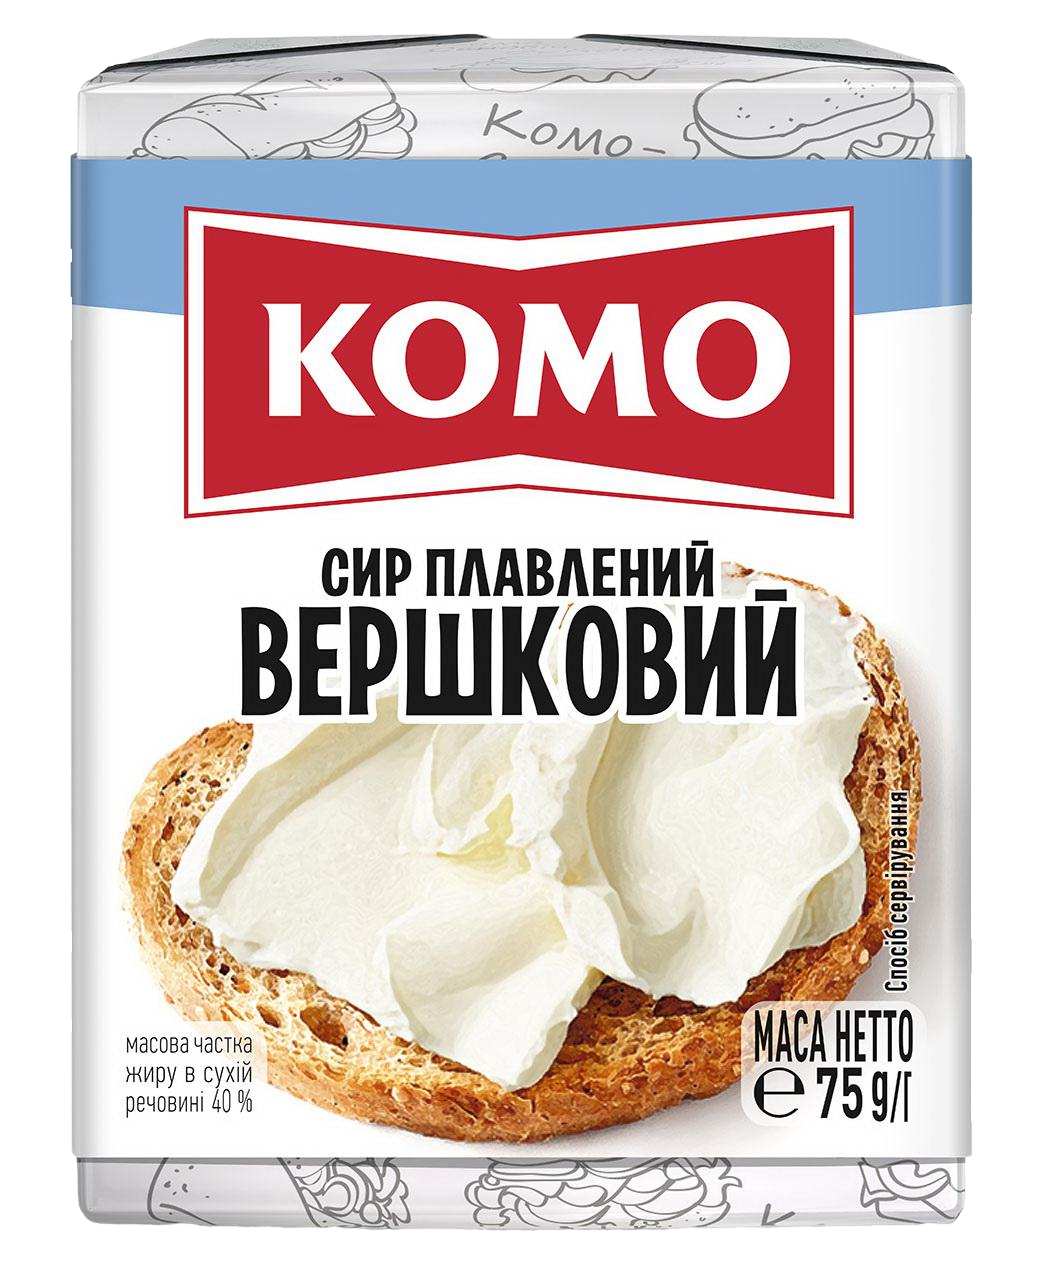 Комо-
КОМО
СИР ПЛАВЛЕНИЙ
ВЕРШКОВИЙ
Спосіб сервірування
масова частка
жиру в сухій
речовині 40 %
МАСА НЕТТО
℮ 75 g/г